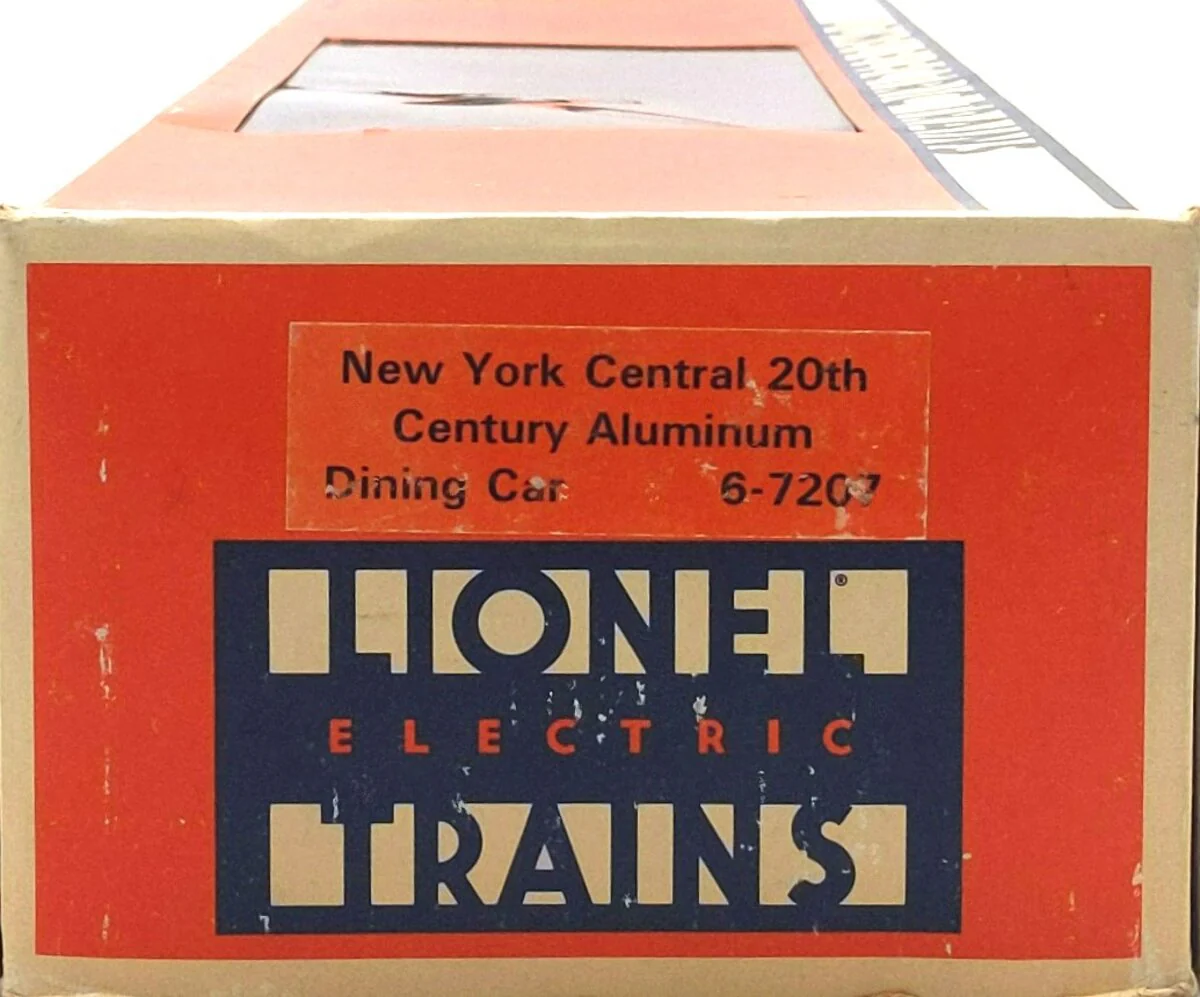 New York Central 20th
Century Aluminum
Dining Car 6-7207
LIONEL®
ELECTRIC
TRAINS